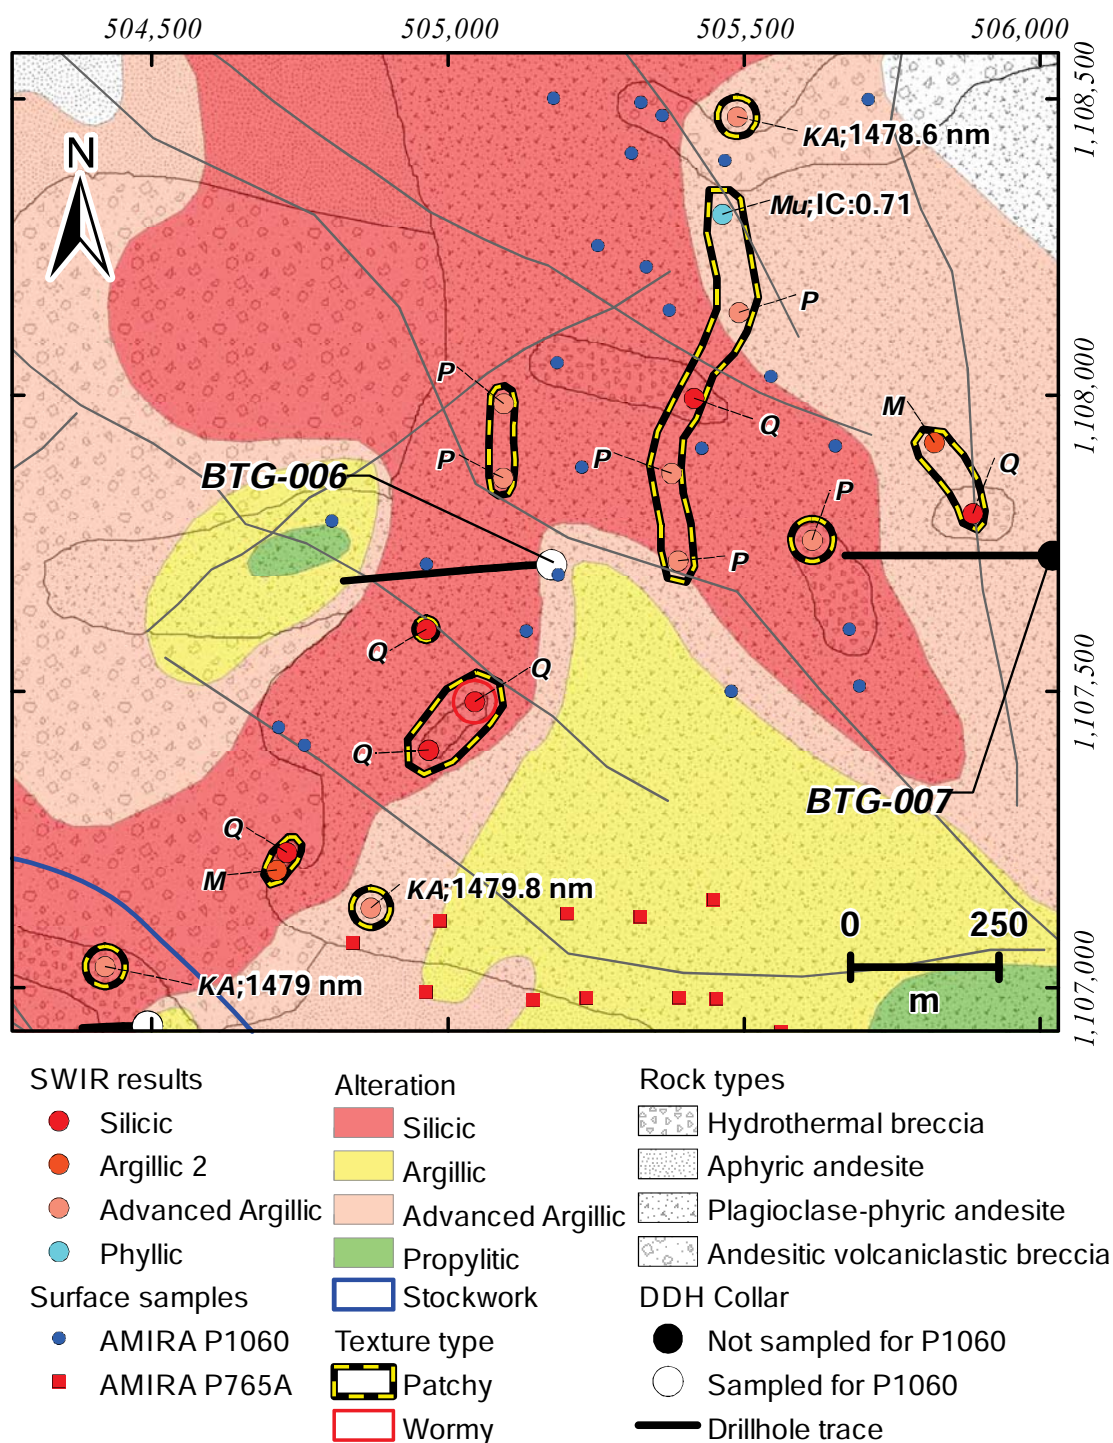 504,500 505,000 505,500 506,000
1,108,500
N
KA;1478.6 nm
Mu;IC:0.71
P
P
1,108,000
M
Q
P
P
Q
BTG-006
P
P
Q
Q
1,107,500
Q
BTG-007
Q
M
KA;1479.8 nm
0 250
m
KA;1479 nm
1,107,000
SWIR results
Silicic
Argillic 2
Advanced Argillic
Phyllic
Surface samples
AMIRA P1060
AMIRA P765A
Alteration
Silicic
Argillic
Advanced Argillic
Propylitic
Stockwork
Texture type
Patchy
Wormy
Rock types
Hydrothermal breccia
Aphyric andesite
Plagioclase-phyric andesite
Andesitic volcaniclastic breccia
DDH Collar
Not sampled for P1060
Sampled for P1060
Drillhole trace